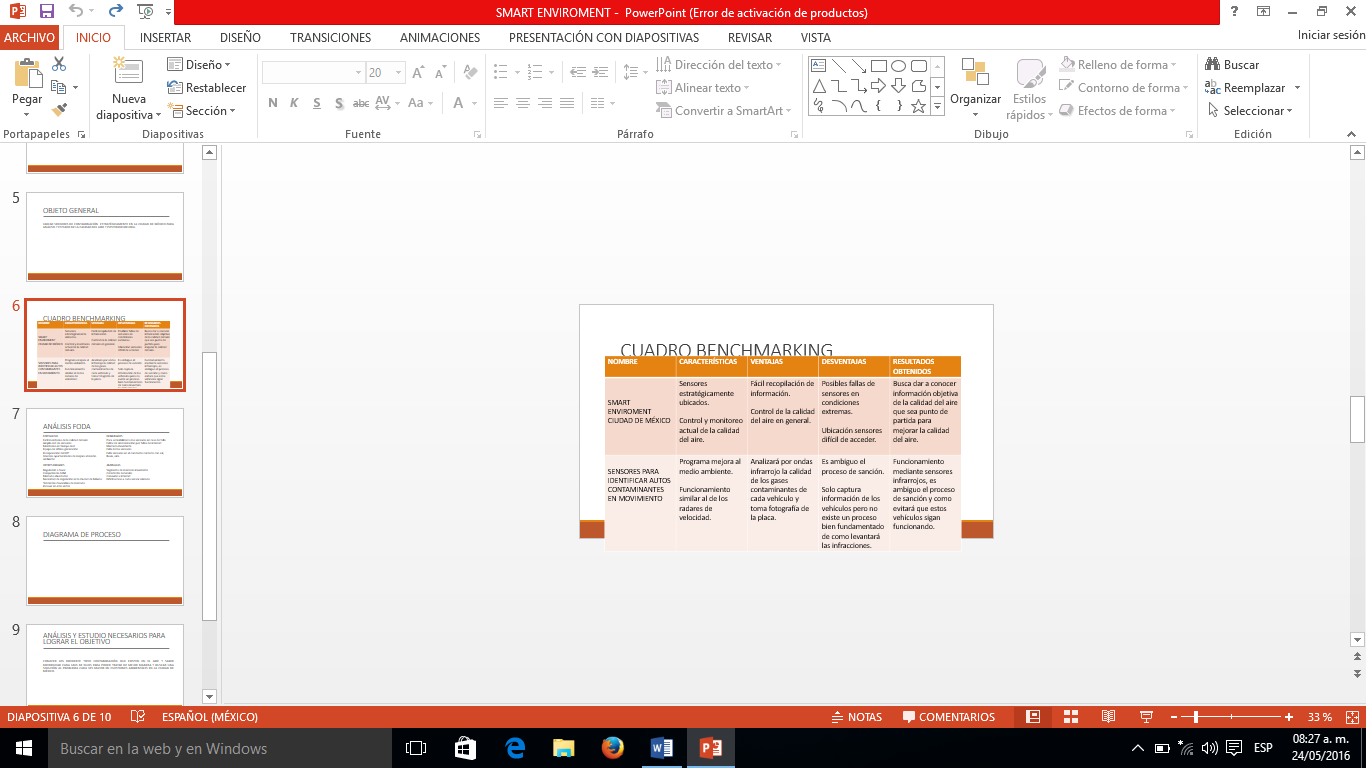 SMART ENVIROMENT - PowerPoint (Error de activación de productos)
ARCHIVO INICIO INSERTAR DISEÑO TRANSICIONES ANIMACIONES PRESENTACIÓN CON DIAPOSITIVAS REVISAR VISTA Iniciar sesión
Pegar
Portapapeles
Nueva
diapositiva
Diseño
Restablecer
Sección
Diapositivas
20
N K S S abc AV Aa A
Fuente
Dirección del texto
Alinear texto
Convertir a SmartArt
Párrafo
Organizar
Estilos
rápidos
Relleno de forma
Contorno de forma
Efectos de forma
Dibujo
Buscar
Reemplazar
Seleccionar
Edición
5
OBJETO GENERAL
6
CUADRO BENCHMARKING
7
ANÁLISIS FODA
8
DIAGRAMA DE PROCESO
9
ANÁLISIS Y ESTUDIO NECESARIOS PARA
LOGRAR EL OBJETIVO
CUADRO BENCHMARKING
NOMBRE
CARACTERÍSTICAS
VENTAJAS
DESVENTAJAS
RESULTADOS
OBTENIDOS
SMART
ENVIROMENT
CIUDAD DE MÉXICO
Sensores
estratégicamente
ubicados.
Control y monitoreo
actual de la calidad
del aire.
Fácil recopilación de
información.
Control de la calidad
del aire en general.
Posibles fallas de
sensores en
condiciones
extremas.
Ubicación sensores
difícil de acceder.
Busca dar a conocer
información objetiva
de la calidad del aire
que sea punto de
partida para
mejorar la calidad
del aire.
SENSORES PARA
IDENTIFICAR AUTOS
CONTAMINANTES
EN MOVIMIENTO
Programa mejora al
medio ambiente.
Funcionamiento
similar al de los
radares de
velocidad.
Analizará por ondas
infrarrojo la calidad
de los gases
contaminantes de
cada vehículo y
toma fotografía de
la placa.
Es ambiguo el
proceso de sanción.
Solo captura
información de los
vehículos pero no
existe un proceso
bien fundamentado
de como levantará
las infracciones.
Funcionamiento
mediante sensores
infrarrojos, es
ambiguo el proceso
de sanción y como
evitará que estos
vehículos sigan
funcionando.
DIAPOSITIVA 6 DE 10 ESPAÑOL (MÉXICO) NOTAS COMENTARIOS 33 %
Buscar en la web y en Windows
ESP
08:27 a. m.
24/05/2016